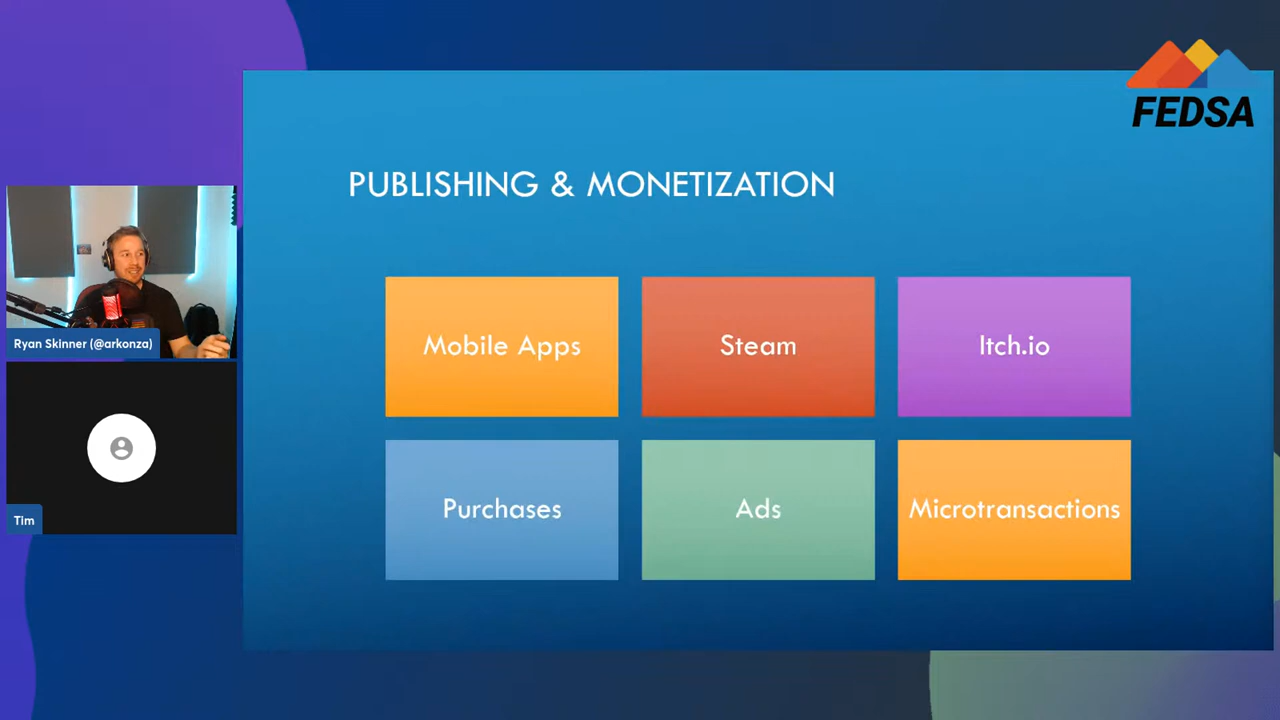 FEDSA
PUBLISHING & MONETIZATION
Mobile Apps
Steam
Itch.io
Purchases
Ads
Microtransactions
Ryan Skinner (@arkonza)
Tim